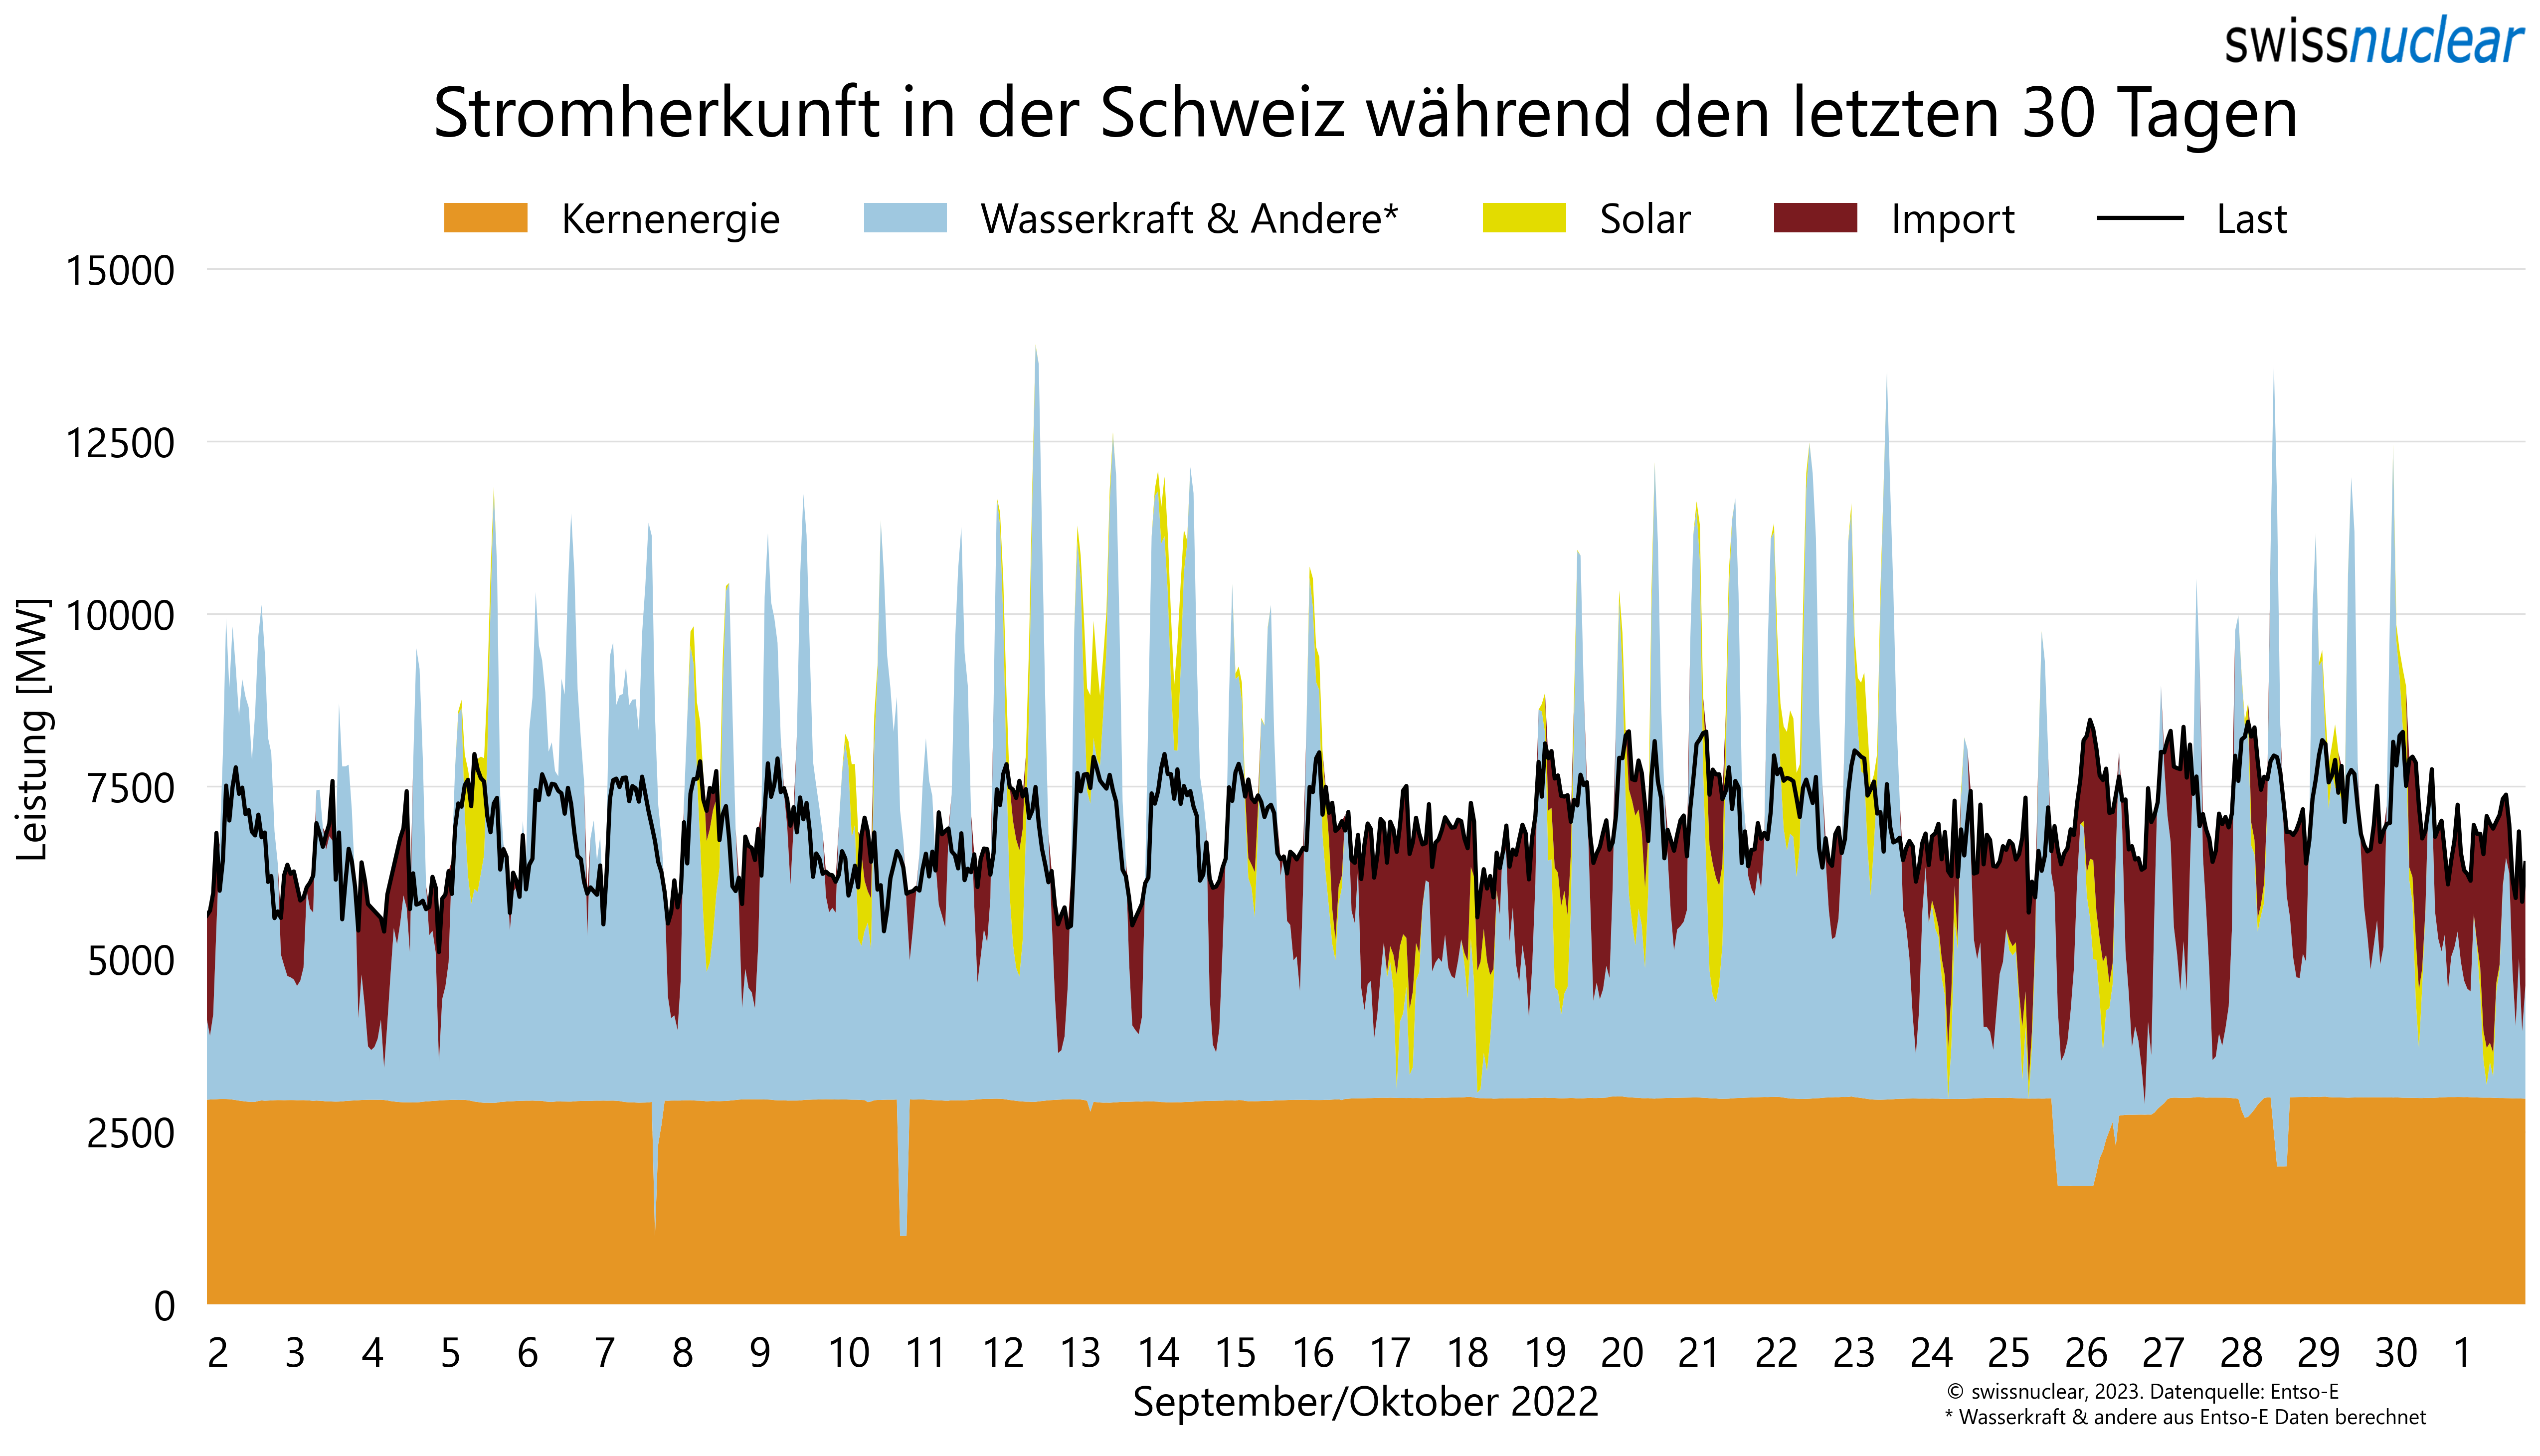 swissnuclear
Stromherkunft in der Schweiz während den letzten 30 Tagen
Kernenergie Wasserkraft & Andere* Solar Import Last
15000
12500
10000
7500
5000
2500
0
Leistung [MW]
2 3 4 5 6 7 8 9 10 11 12 13 14 15 16 17 18 19 20 21 22 23 24 25 26 27 28 29 30 1
September/Oktober 2022
© swissnuclear, 2023. Datenquelle: Entso-E
* Wasserkraft & andere aus Entso-E Daten berechnet